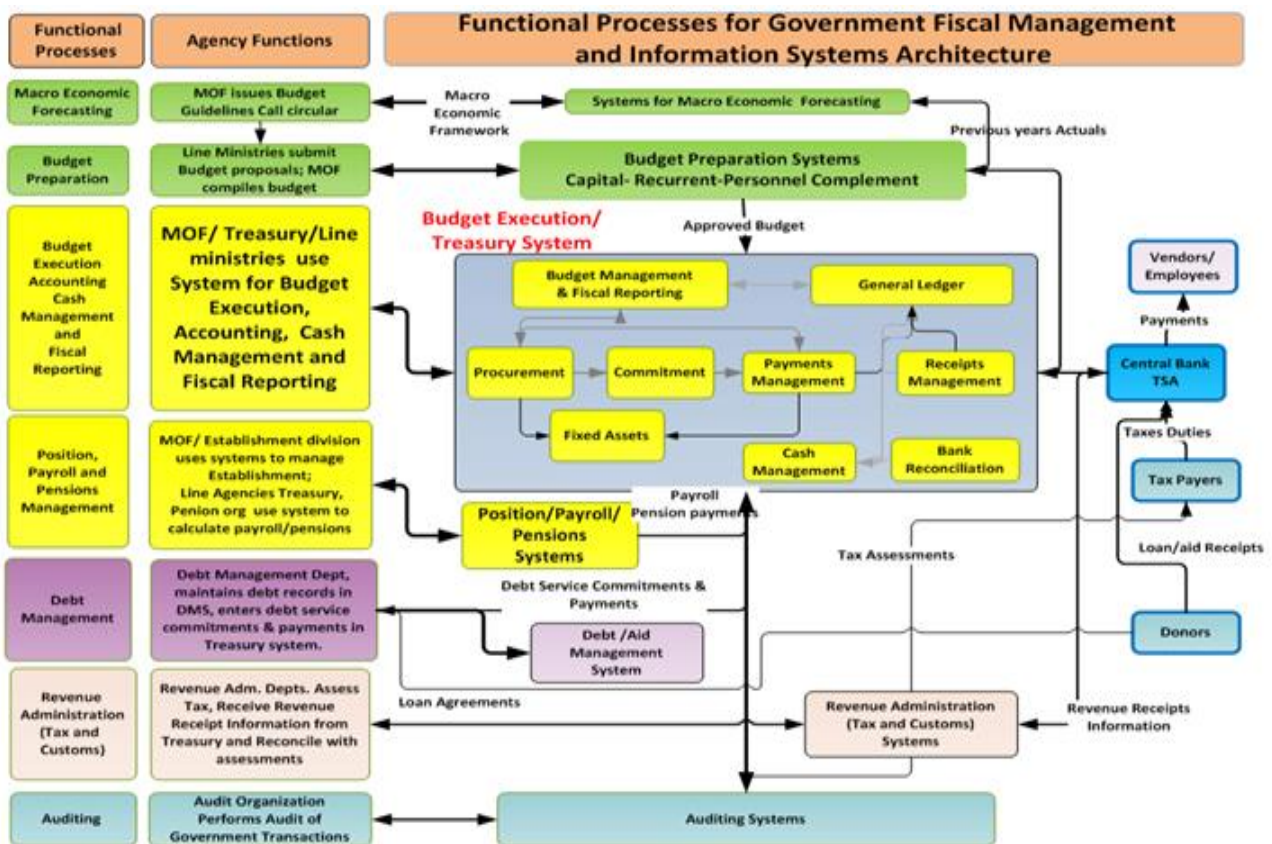 Functional
Processes
Agency Functions
Functional Processes for Government Fiscal Management
and Information Systems Architecture
Macro Economic
Forecasting
MOF issues Budget
Guidelines Call circular
Macro
Economic
Framework
Systems for Macro Economic Forecasting
Previous years Actuals
Budget
Preparation
Line Ministries submit
Budget proposals; MOF
compiles budget
Budget Preparation Systems
Capital- Recurrent-Personnel Complement
Approved Budget
Budget Execution/
Treasury System
Budget
Execution
Accounting
Cash
Management
and
Fiscal
Reporting
MOF/ Treasury/Line
ministries use
System for Budget
Execution,
Accounting, Cash
Management and
Fiscal Reporting
Budget Management
& Fiscal Reporting
General Ledger
Procurement
Commitment
Payments
Management
Receipts
Management
Fixed Assets
Cash
Management
Bank
Reconciliation
Vendors/
Employees
Payments
Central Bank
TSA
Taxes Duties
Tax Payers
Loan/aid Receipts
Donors
Position,
Payroll and
Pensions
Management
MOF/ Establishment division
uses systems to manage
Establishment;
Line Agencies Treasury,
Penion org use system to
calculate payroll/pensions
Position/Payroll/
Pensions
Systems
Payroll
Pension payments
Tax Assessments
Debt
Management
Debt Management Dept,
maintains debt records in
DMS, enters debt service
commitments & payments in
Treasury system.
Debt Service Commitments &
Payments
Debt /Aid
Management
System
Loan Agreements
Revenue
Administration
(Tax and
Customs)
Revenue Adm. Depts. Assess
Tax, Receive Revenue
Receipt Information from
Treasury and Reconcile with
assessments
Revenue Administration
(Tax and Customs)
Systems
Revenue Receipts
Information
Auditing
Audit Organization
Performs Audit of
Government Transactions
Auditing Systems